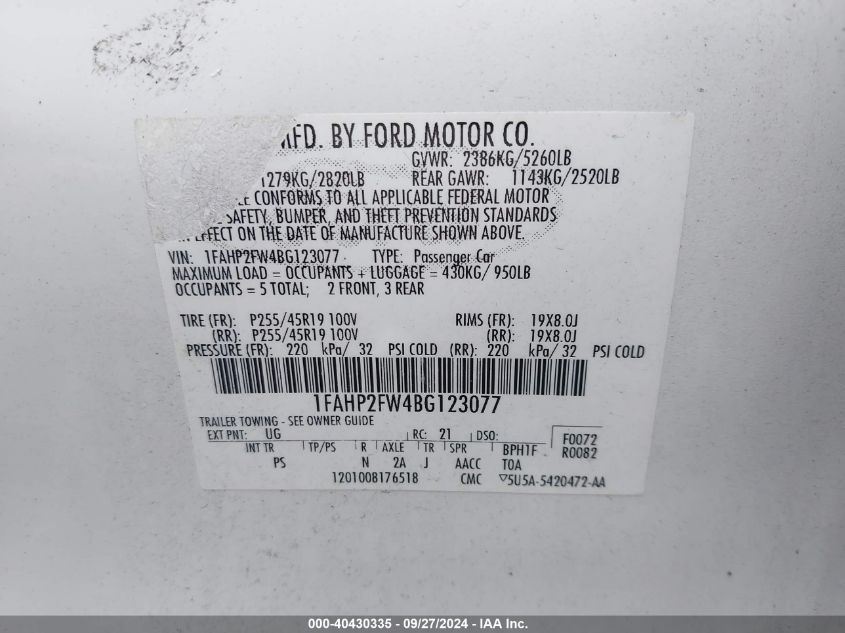 MFD. BY FORD MOTOR CO.
GVWR: 2386KG/5260LB
1279KG/2820LB REAR GAWR: 1143KG/2520LB
LE CONFORMS TO ALL APPLICABLE FEDERAL MOTOR
SAFETY, BUMPER, AND THEFT PREVENTION STANDARDS
IN EFFECT ON THE DATE OF MANUFACTURE SHOWN ABOVE.
VIN: 1FAHP2FW4BG123077 TYPE: Passenger Car
MAXIMUM LOAD = OCCUPANTS + LUGGAGE = 430KG/ 950LB
OCCUPANTS = 5 TOTAL; 2 FRONT, 3 REAR
TIRE (FR): P255/45R19 100V RIMS (FR): 19X8.0J
(RR): P255/45R19 100V (RR): 19X8.0J
PRESSURE (FR): 220 kPa/ 32 PSI COLD (RR): 220 kPa/ 32 PSI COLD
1FAHP2FW4BG123077
TRAILER TOWING - SEE OWNER GUIDE
EXT PNT: UG RC: 21 DSO: F0072
INT TR TP/PS R AXLE TR SPR BPH1F R0082
PS N 2A J AACC TOA
1201008176518 CMC ▽5U5A-5420472-AA
000-40430335 - 09/27/2024 - IAA Inc.